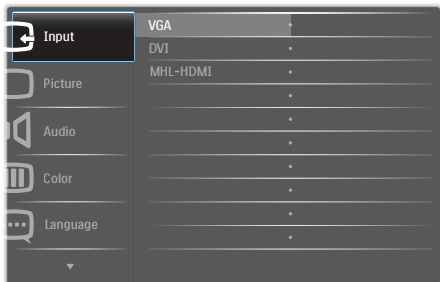 Input
Picture
Audio
Color
Language
VGA
DVI
MHL-HDMI